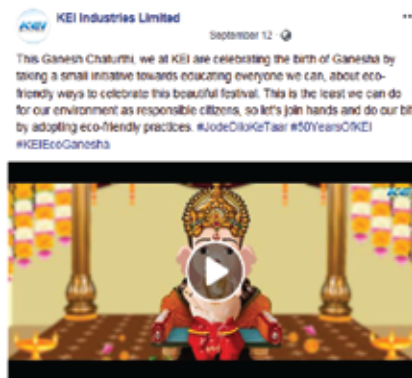 KEI Industries Limited
September 12
This Ganesh Chaturthi, we at KEI are celebrating the birth of Ganesha by
taking a small initiative towards educating everyone we can, about eco-
friendly ways to celebrate this beautiful festival. This is the least we can do
for our environment as responsible citizens, so let's join hands and do our bit
by adopting eco-friendly practices. #JodeDiloKeTaar #50YearsOfKEI
#KEIEcoGanesha
KEI